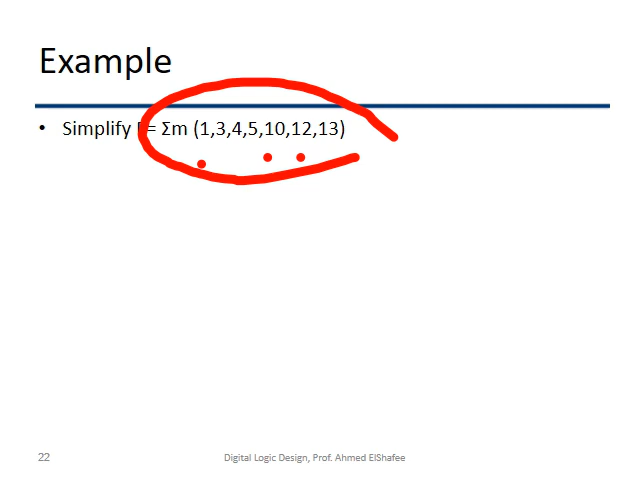 Example
• Simplify F= Σm (1,3,4,5,10,12,13)
22
Digital Logic Design, Prof. Ahmed ElShafee